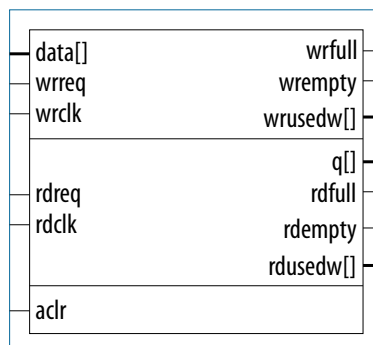 data[] wrfull
wrreq wrempty
wrclk wrusedw[]
q[]
rdreq rdfull
rdclk rdempty
rdusedw[]
aclr